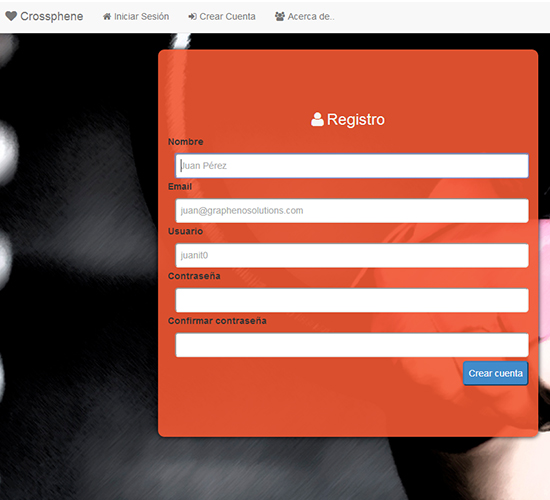 Crossphene Iniciar Sesión Crear Cuenta Acerca de..
Registro
Nombre
Juan Pérez
Email
juan@graphenosolutions.com
Usuario
juanit0
Contraseña
Confirmar contraseña
Crear cuenta